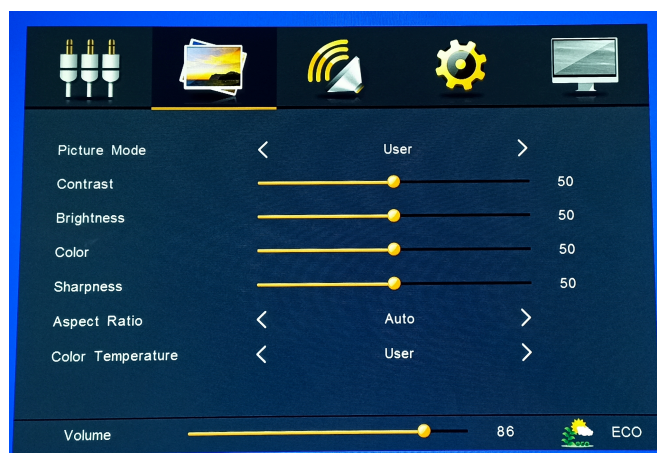 Picture Mode User
Contrast 50
Brightness 50
Color 50
Sharpness 50
Aspect Ratio Auto
Color Temperature User
Volume 86 ECO